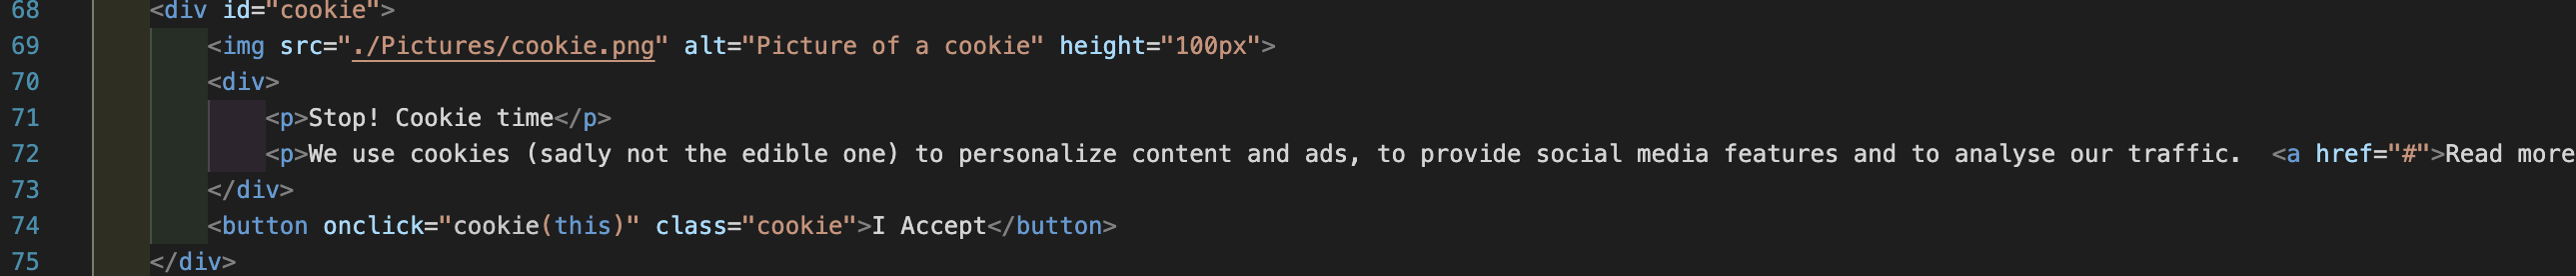 68 <div id="cookie">
69 <img src="./Pictures/cookie.png" alt="Picture of a cookie" height="100px">
70 <div>
71 <p>Stop! Cookie time</p>
72 <p>We use cookies (sadly not the edible one) to personalize content and ads, to provide social media features and to analyse our traffic.  <a href="#">Read more
73 </div>
74 <button onclick="cookie(this)" class="cookie">I Accept</button>
75 </div>